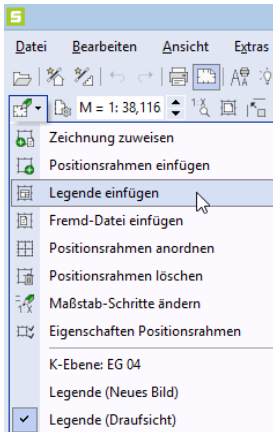 Datei Bearbeiten Ansicht Extras
M = 1: 38,116
Zeichnung zuweisen
Positionsrahmen einfügen
Legende einfügen
Fremd-Datei einfügen
Positionsrahmen anordnen
Positionsrahmen löschen
Maßstab-Schritte ändern
Eigenschaften Positionsrahmen
K-Ebene: EG 04
Legende (Neues Bild)
Legende (Draufsicht)